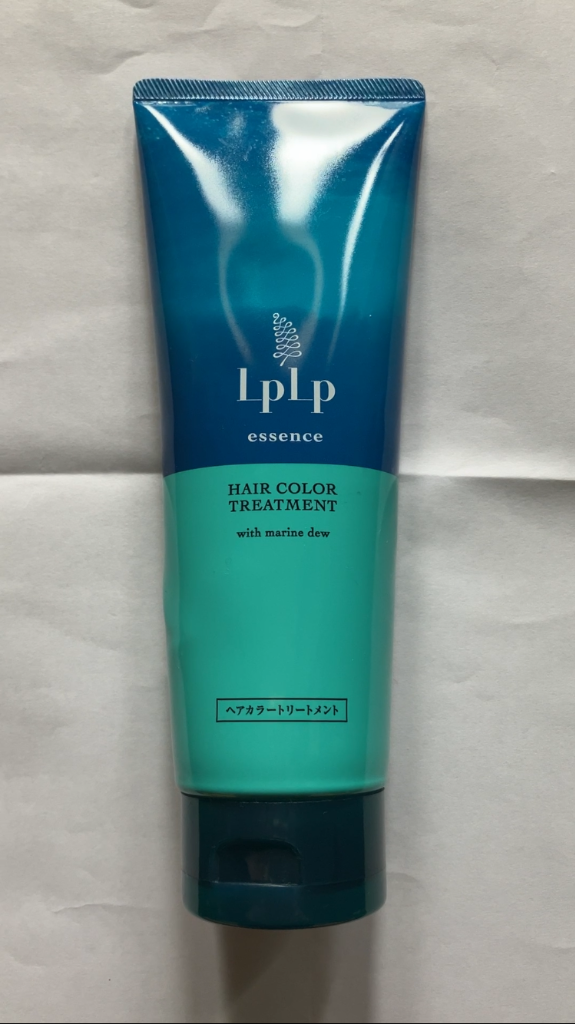 LpLp
essence
HAIR COLOR
TREATMENT
with marine dew
ヘアカラートリートメント